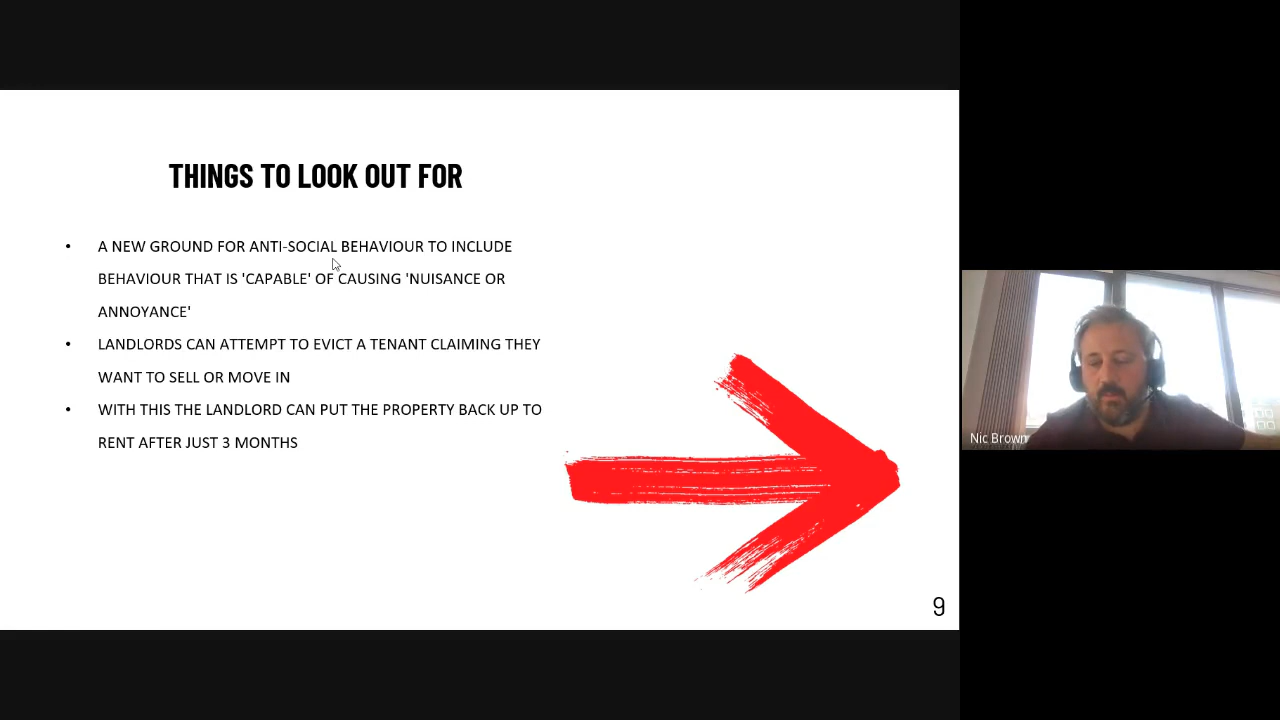 THINGS TO LOOK OUT FOR
• A NEW GROUND FOR ANTI-SOCIAL BEHAVIOUR TO INCLUDE
BEHAVIOUR THAT IS 'CAPABLE' OF CAUSING 'NUISANCE OR
ANNOYANCE'
• LANDLORDS CAN ATTEMPT TO EVICT A TENANT CLAIMING THEY
WANT TO SELL OR MOVE IN
• WITH THIS THE LANDLORD CAN PUT THE PROPERTY BACK UP TO
RENT AFTER JUST 3 MONTHS
9
Nic Brown